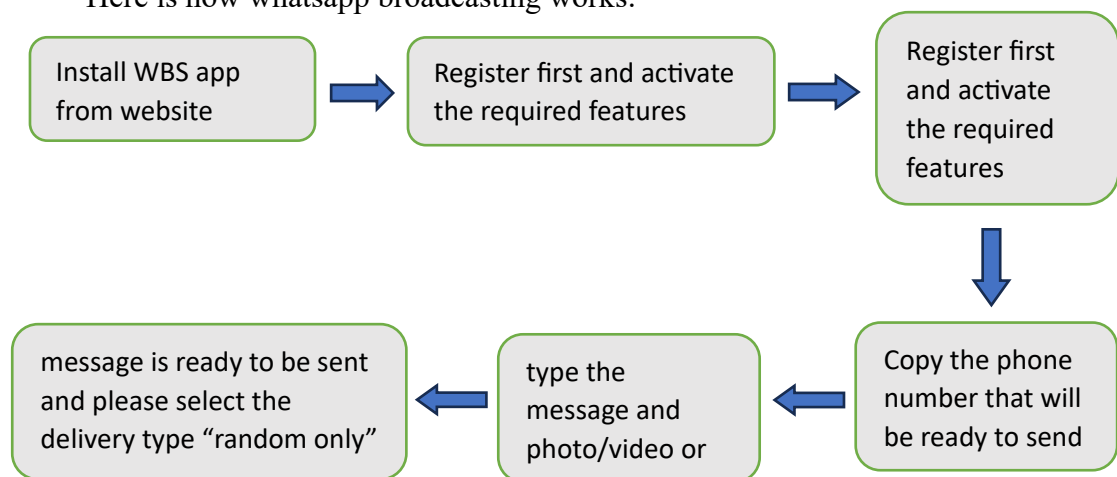 Here is how whatsapp broadcasting works:
Install WBS app
from website
Register first and activate
the required features
Register first
and activate
the required
features
Copy the phone
number that will
be ready to send
type the
message and
photo/video or
message is ready to be sent
and please select the
delivery type “random only”